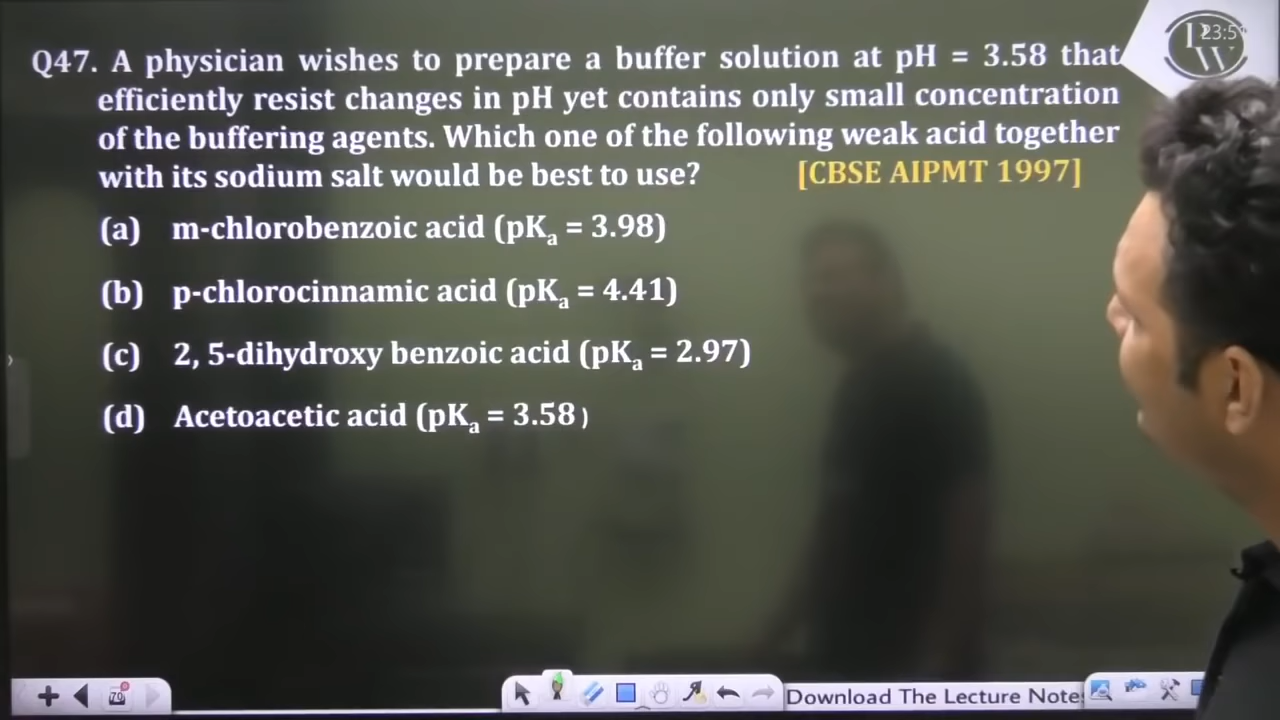 Q47. A physician wishes to prepare a buffer solution at pH = 3.58 that
efficiently resist changes in pH yet contains only small concentration
of the buffering agents. Which one of the following weak acid together
with its sodium salt would be best to use? [CBSE AIPMT 1997]
(a) m-chlorobenzoic acid (pKₐ = 3.98)
(b) p-chlorocinnamic acid (pKₐ = 4.41)
(c) 2, 5-dihydroxy benzoic acid (pKₐ = 2.97)
(d) Acetoacetic acid (pKₐ = 3.58)
70
Download The Lecture Note